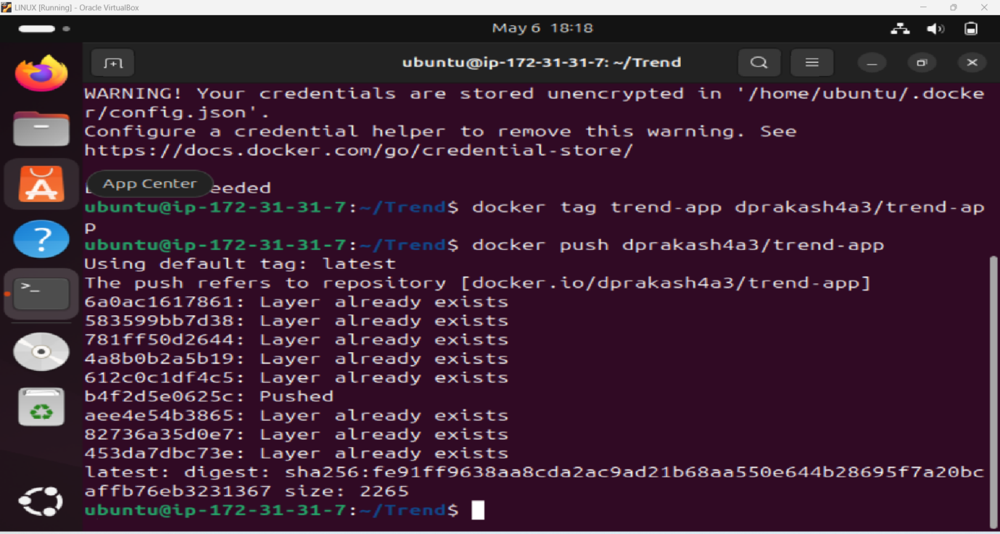 LINUX [Running] - Oracle VirtualBox
May 6 18:18
ubuntu@ip-172-31-31-7: ~/Trend
WARNING! Your credentials are stored unencrypted in '/home/ubuntu/.docke
r/config.json'.
Configure a credential helper to remove this warning. See
https://docs.docker.com/go/credential-store/
App Center
eeded
ubuntu@ip-172-31-31-7:~/Trend$ docker tag trend-app dprakash4a3/trend-ap
p
ubuntu@ip-172-31-31-7:~/Trend$ docker push dprakash4a3/trend-app
Using default tag: latest
The push refers to repository [docker.io/dprakash4a3/trend-app]
6a0ac1617861: Layer already exists
583599bb7d38: Layer already exists
781ff50d2644: Layer already exists
4a8b0b2a5b19: Layer already exists
612c0c1df4c5: Layer already exists
b4f2d5e0625c: Pushed
aee4e54b3865: Layer already exists
82736a35d0e7: Layer already exists
453da7dbc73e: Layer already exists
latest: digest: sha256:fe91ff9638aa8cda2ac9ad21b68aa550e644b28695f7a20bc
affb76eb3231367 size: 2265
ubuntu@ip-172-31-31-7:~/Trend$